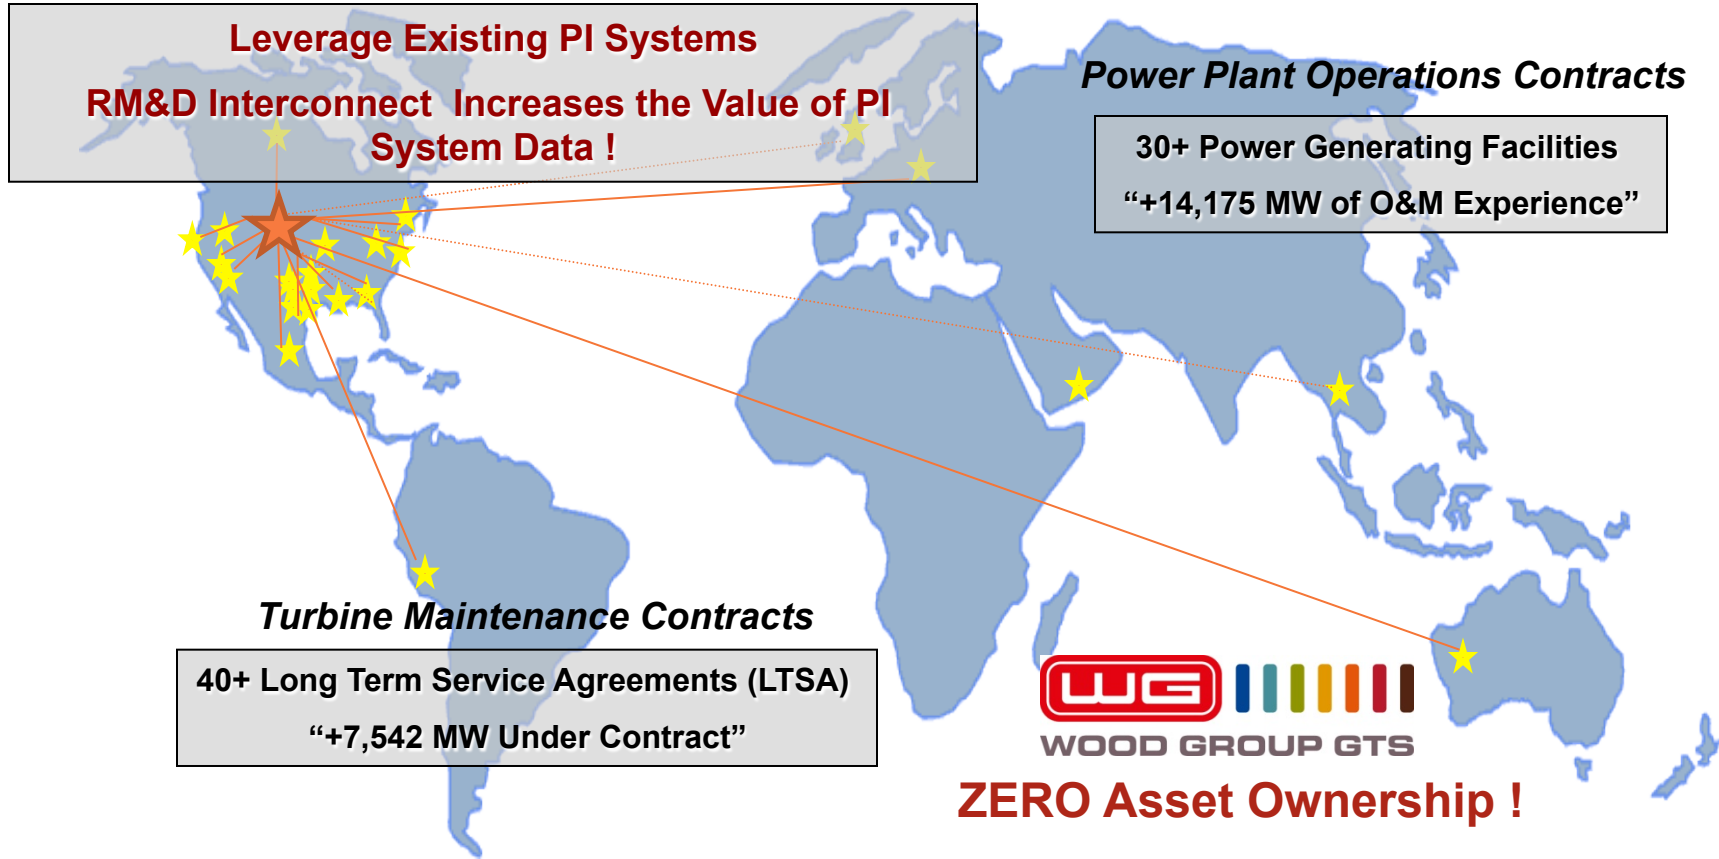 Leverage Existing PI Systems
RM&D Interconnect Increases the Value of PI
System Data !
Power Plant Operations Contracts
30+ Power Generating Facilities
“+14,175 MW of O&M Experience”
Turbine Maintenance Contracts
40+ Long Term Service Agreements (LTSA)
“+7,542 MW Under Contract”
WG
WOOD GROUP GTS
ZERO Asset Ownership !